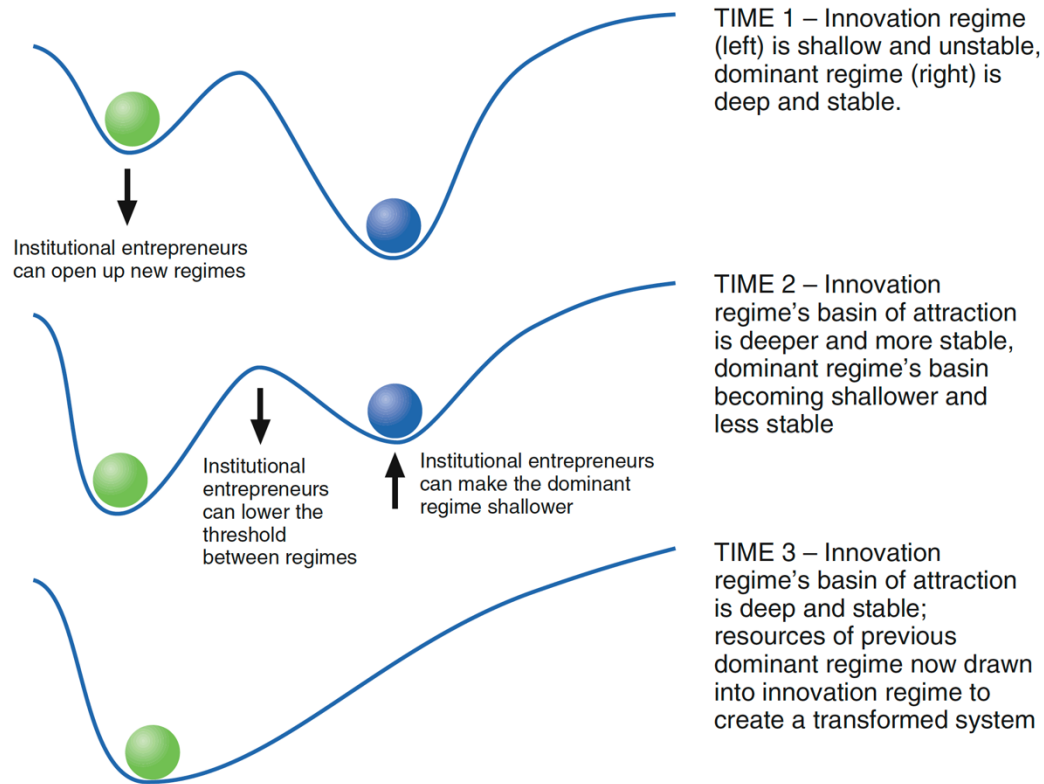 TIME 1 – Innovation regime
(left) is shallow and unstable,
dominant regime (right) is
deep and stable.
Institutional entrepreneurs
can open up new regimes
TIME 2 – Innovation
regime’s basin of attraction
is deeper and more stable,
dominant regime’s basin
becoming shallower and
less stable
Institutional
entrepreneurs
can lower the
threshold
between regimes
Institutional entrepreneurs
can make the dominant
regime shallower
TIME 3 – Innovation
regime’s basin of attraction
is deep and stable;
resources of previous
dominant regime now drawn
into innovation regime to
create a transformed system